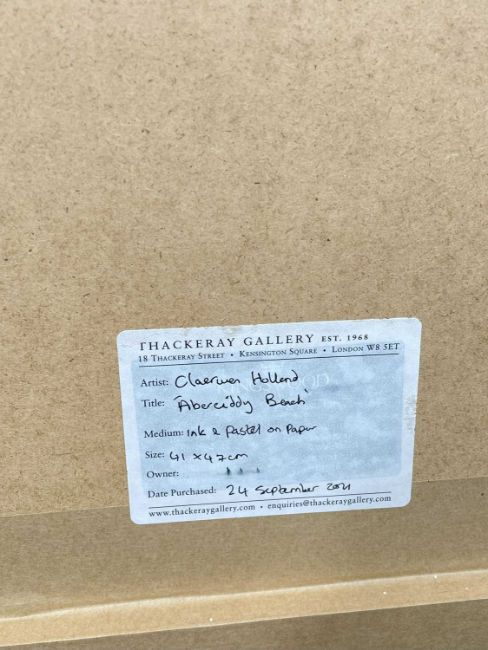 THACKERAY GALLERY EST. 1968
18 THACKERAY STREET • KENSINGTON SQUARE • LONDON W8 5ET
Artist: Claerwen Holland
Title: 'Abereiddy Beach'
Medium: Ink & Pastel on Paper
Size: 41 x 47cm
Owner:
Date Purchased: 24 September 2021
www.thackeraygallery.com • enquiries@thackeraygallery.com